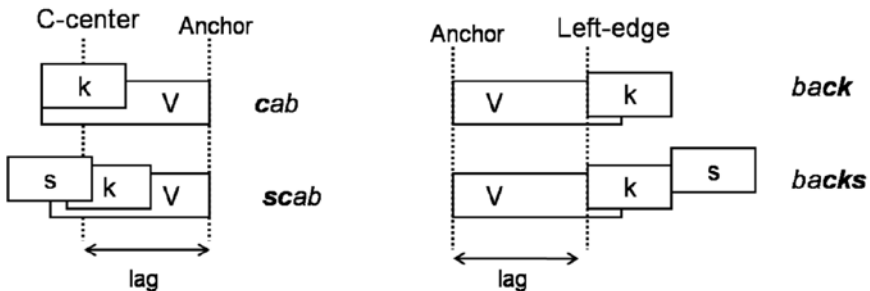 C-center Anchor
k
V
cab
s
k
V
scab
lag
Anchor Left-edge
V
k
back
V
k
s
backs
lag